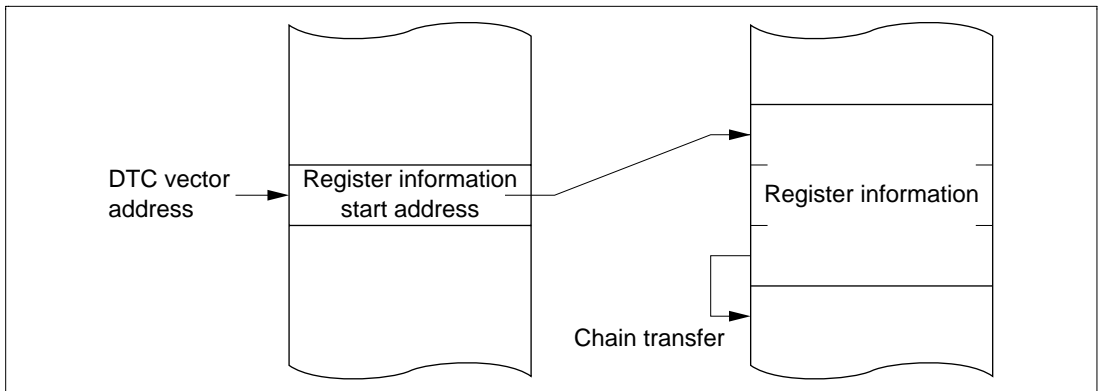 DTC vector
address
Register information
start address
Register information
Chain transfer